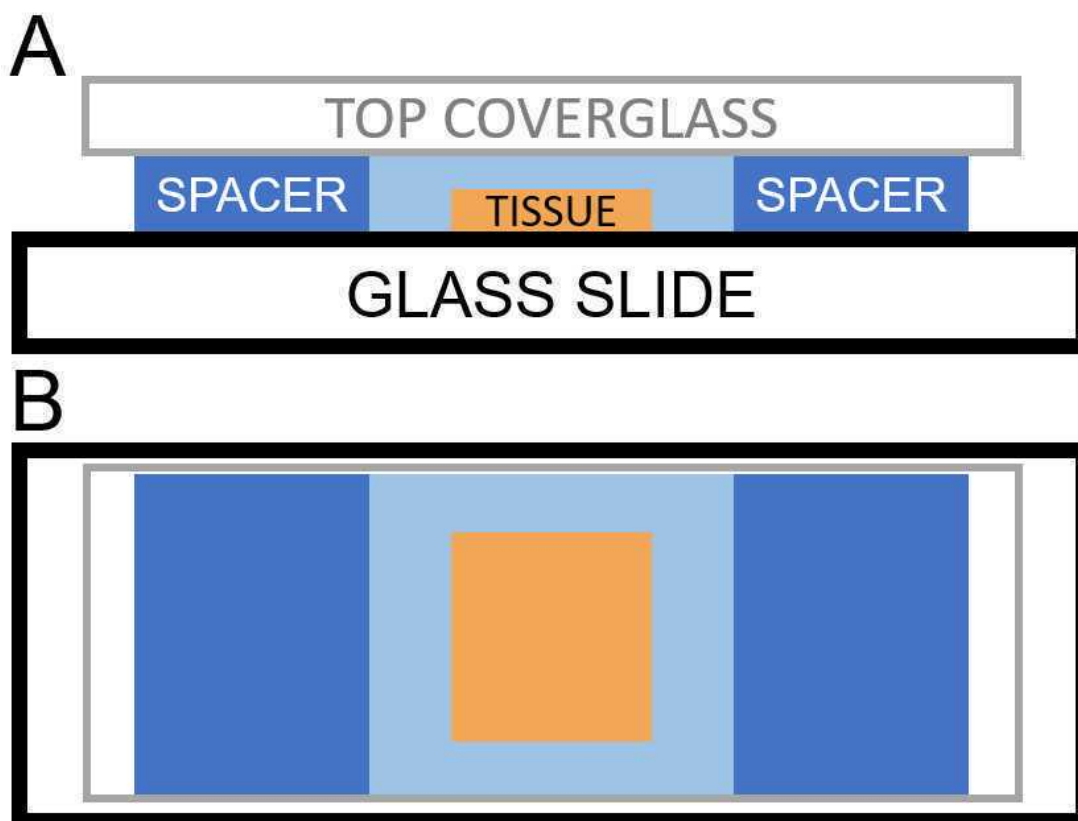 A
TOP COVERGLASS
SPACER
TISSUE
SPACER
GLASS SLIDE
B